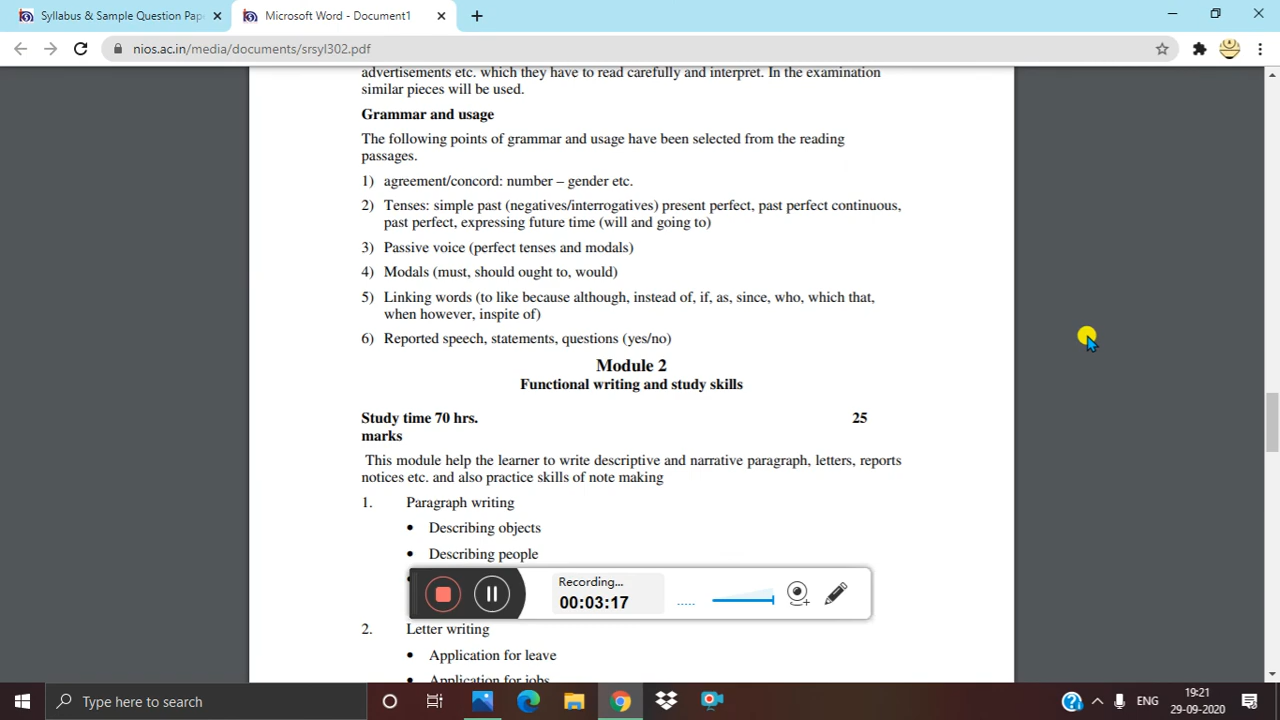 Syllabus & Sample Question Pape
Microsoft Word - Document1
nios.ac.in/media/documents/srsyl302.pdf
advertisements etc. which they have to read carefully and interpret. In the examination
similar pieces will be used.
Grammar and usage
The following points of grammar and usage have been selected from the reading
passages.
1) agreement/concord: number – gender etc.
2) Tenses: simple past (negatives/interrogatives) present perfect, past perfect continuous,
past perfect, expressing future time (will and going to)
3) Passive voice (perfect tenses and modals)
4) Modals (must, should ought to, would)
5) Linking words (to like because although, instead of, if, as, since, who, which that,
when however, inspite of)
6) Reported speech, statements, questions (yes/no)
Module 2
Functional writing and study skills
Study time 70 hrs. 25
marks
This module help the learner to write descriptive and narrative paragraph, letters, reports
notices etc. and also practice skills of note making
1. Paragraph writing
• Describing objects
• Describing people
Recording...
00:03:17
2. Letter writing
• Application for leave
• Application for jobs
Type here to search
ENG
19:21
29-09-2020